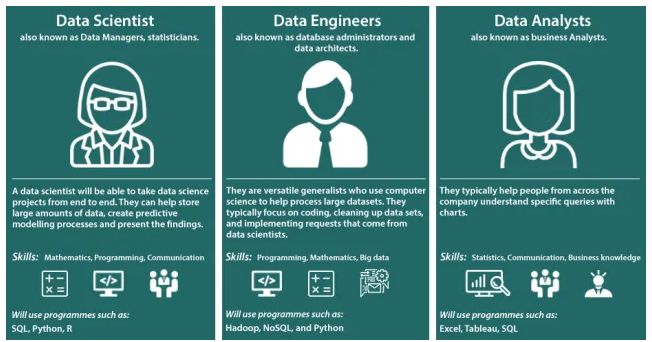 Data Scientist
also known as Data Managers, statisticians.
A data scientist will be able to take data science
projects from end to end. They can help store
large amounts of data, create predictive
modelling processes and present the findings.
Skills: Mathematics, Programming, Communication
Will use programmes such as:
SQL, Python, R
Data Engineers
also known as database administrators and
data architects.
They are versatile generalists who use computer
science to help process large datasets. They
typically focus on coding, cleaning up data sets,
and implementing requests that come from
data scientists.
Skills: Programming, Mathematics, Big data
Will use programmes such as:
Hadoop, NoSQL, and Python
Data Analysts
also known as business Analysts.
They typically help people from across the
company understand specific queries with
charts.
Skills: Statistics, Communication, Business knowledge
Will use programmes such as:
Excel, Tableau, SQL